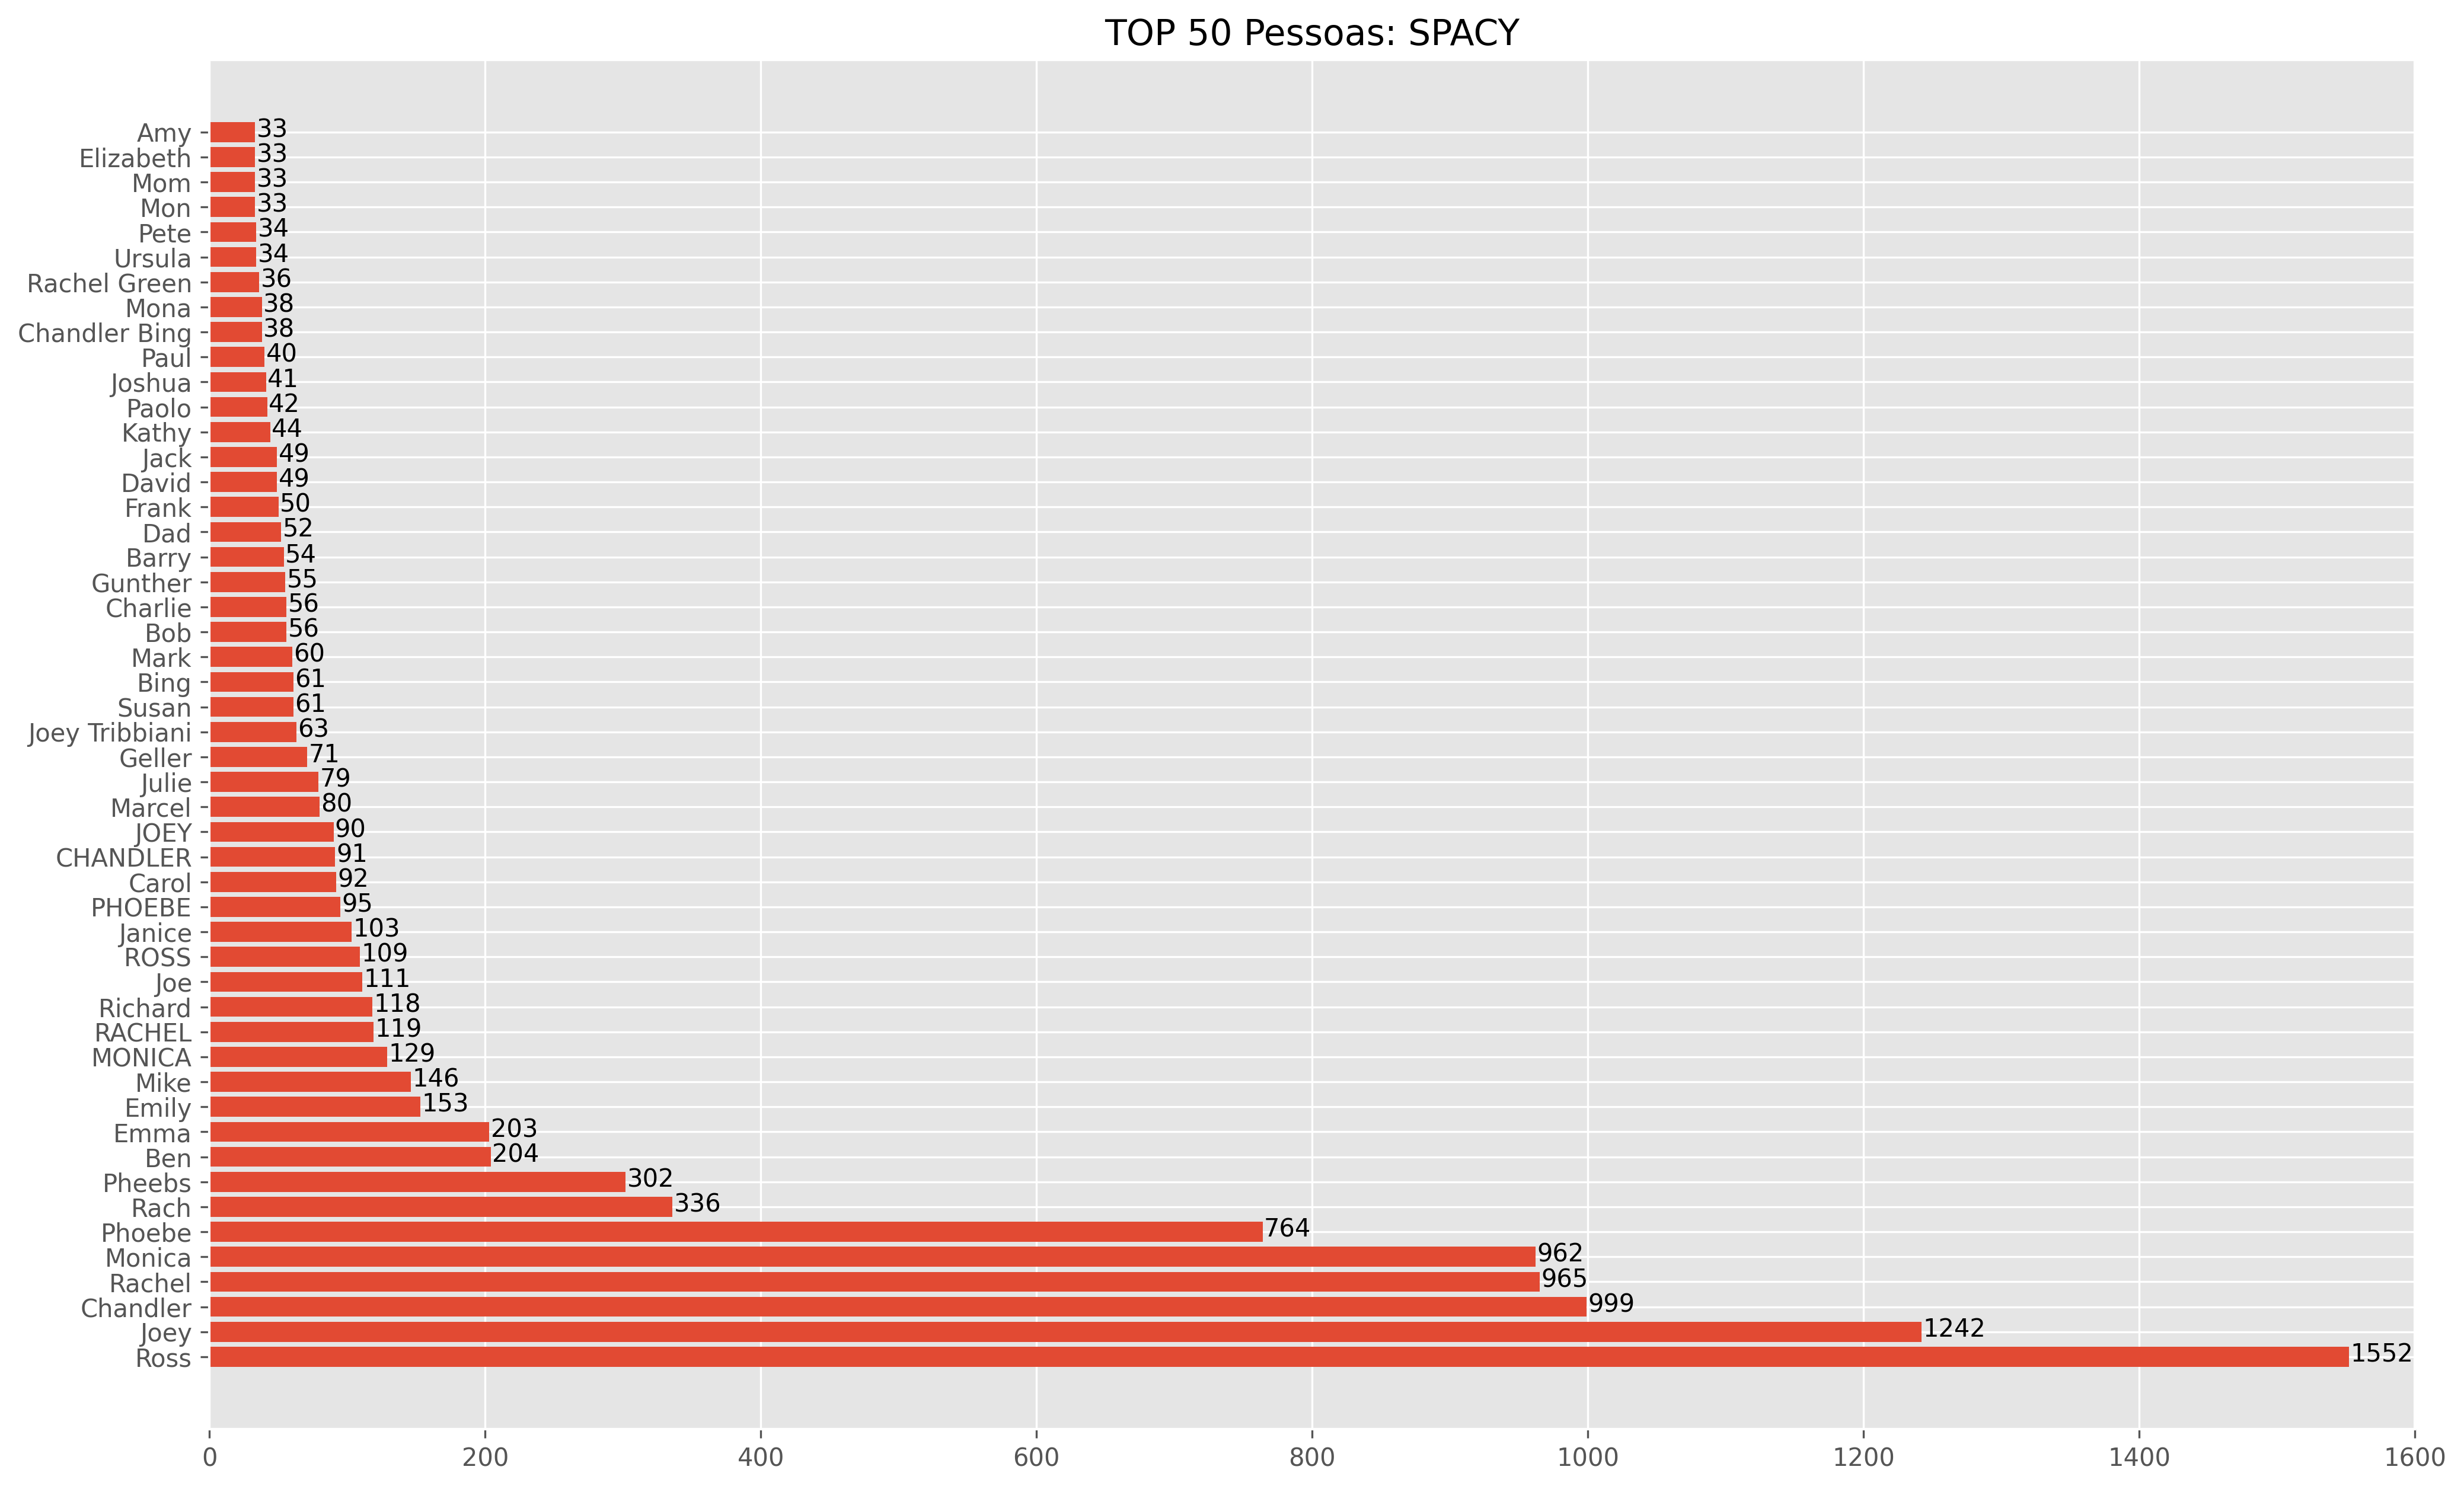 TOP 50 Pessoas: SPACY
Amy 33
Elizabeth 33
Mom 33
Mon 33
Pete 34
Ursula 34
Rachel Green 36
Mona 38
Chandler Bing 38
Paul 40
Joshua 41
Paolo 42
Kathy 44
Jack 49
David 49
Frank 50
Dad 52
Barry 54
Gunther 55
Charlie 56
Bob 56
Mark 60
Bing 61
Susan 61
Joey Tribbiani 63
Geller 71
Julie 79
Marcel 80
JOEY 90
CHANDLER 91
Carol 92
PHOEBE 95
Janice 103
ROSS 109
Joe 111
Richard 118
RACHEL 119
MONICA 129
Mike 146
Emily 153
Emma 203
Ben 204
Pheebs 302
Rach 336
Phoebe 764
Monica 962
Rachel 965
Chandler 999
Joey 1242
Ross 1552
0 200 400 600 800 1000 1200 1400 1600